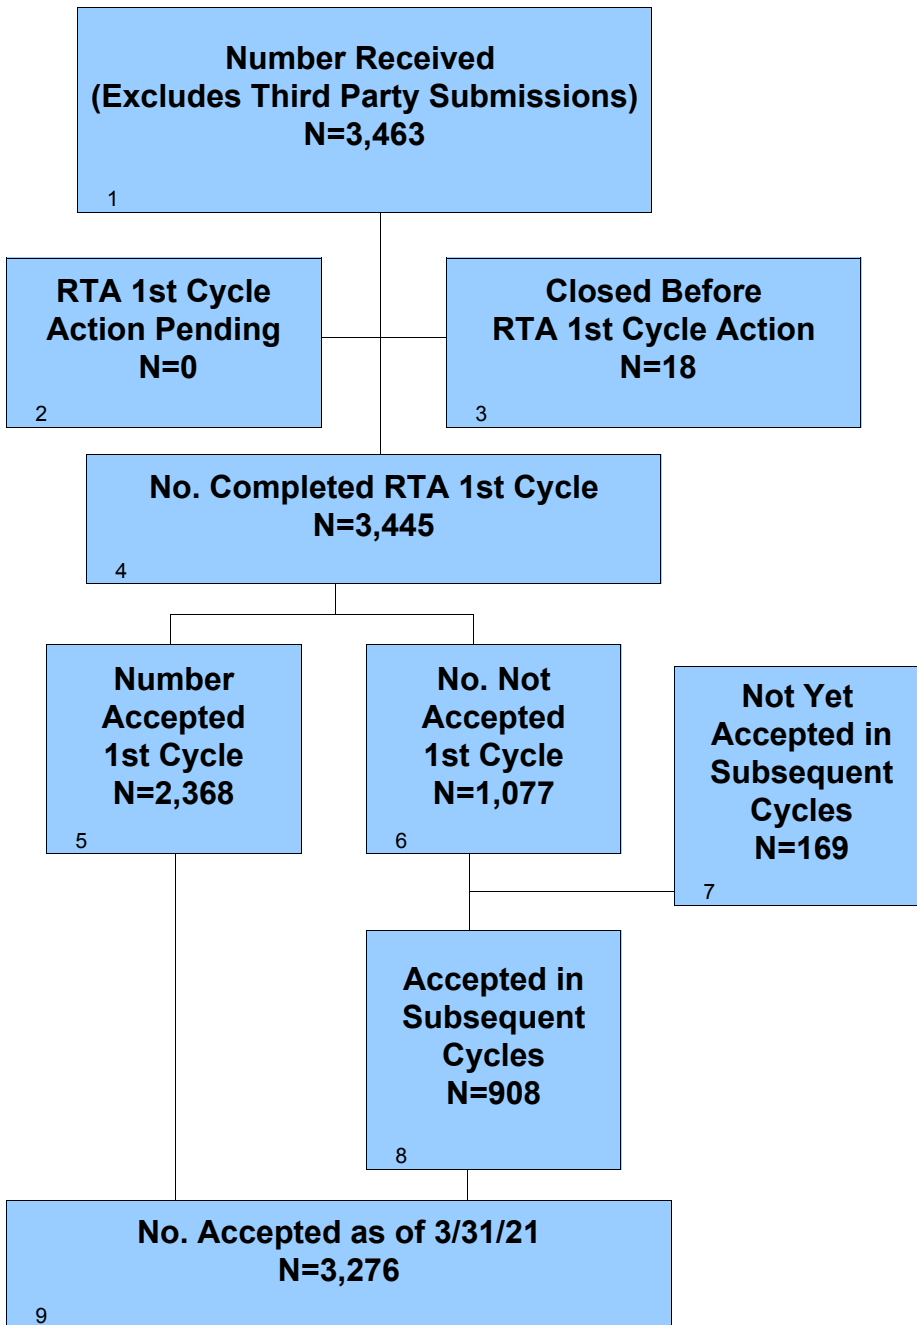 Number Received
(Excludes Third Party Submissions)
N=3,463
1
RTA 1st Cycle
Action Pending
N=0
2
Closed Before
RTA 1st Cycle Action
N=18
3
No. Completed RTA 1st Cycle
N=3,445
4
Number
Accepted
1st Cycle
N=2,368
5
No. Not
Accepted
1st Cycle
N=1,077
6
Not Yet
Accepted in
Subsequent
Cycles
N=169
7
Accepted in
Subsequent
Cycles
N=908
8
No. Accepted as of 3/31/21
N=3,276
9